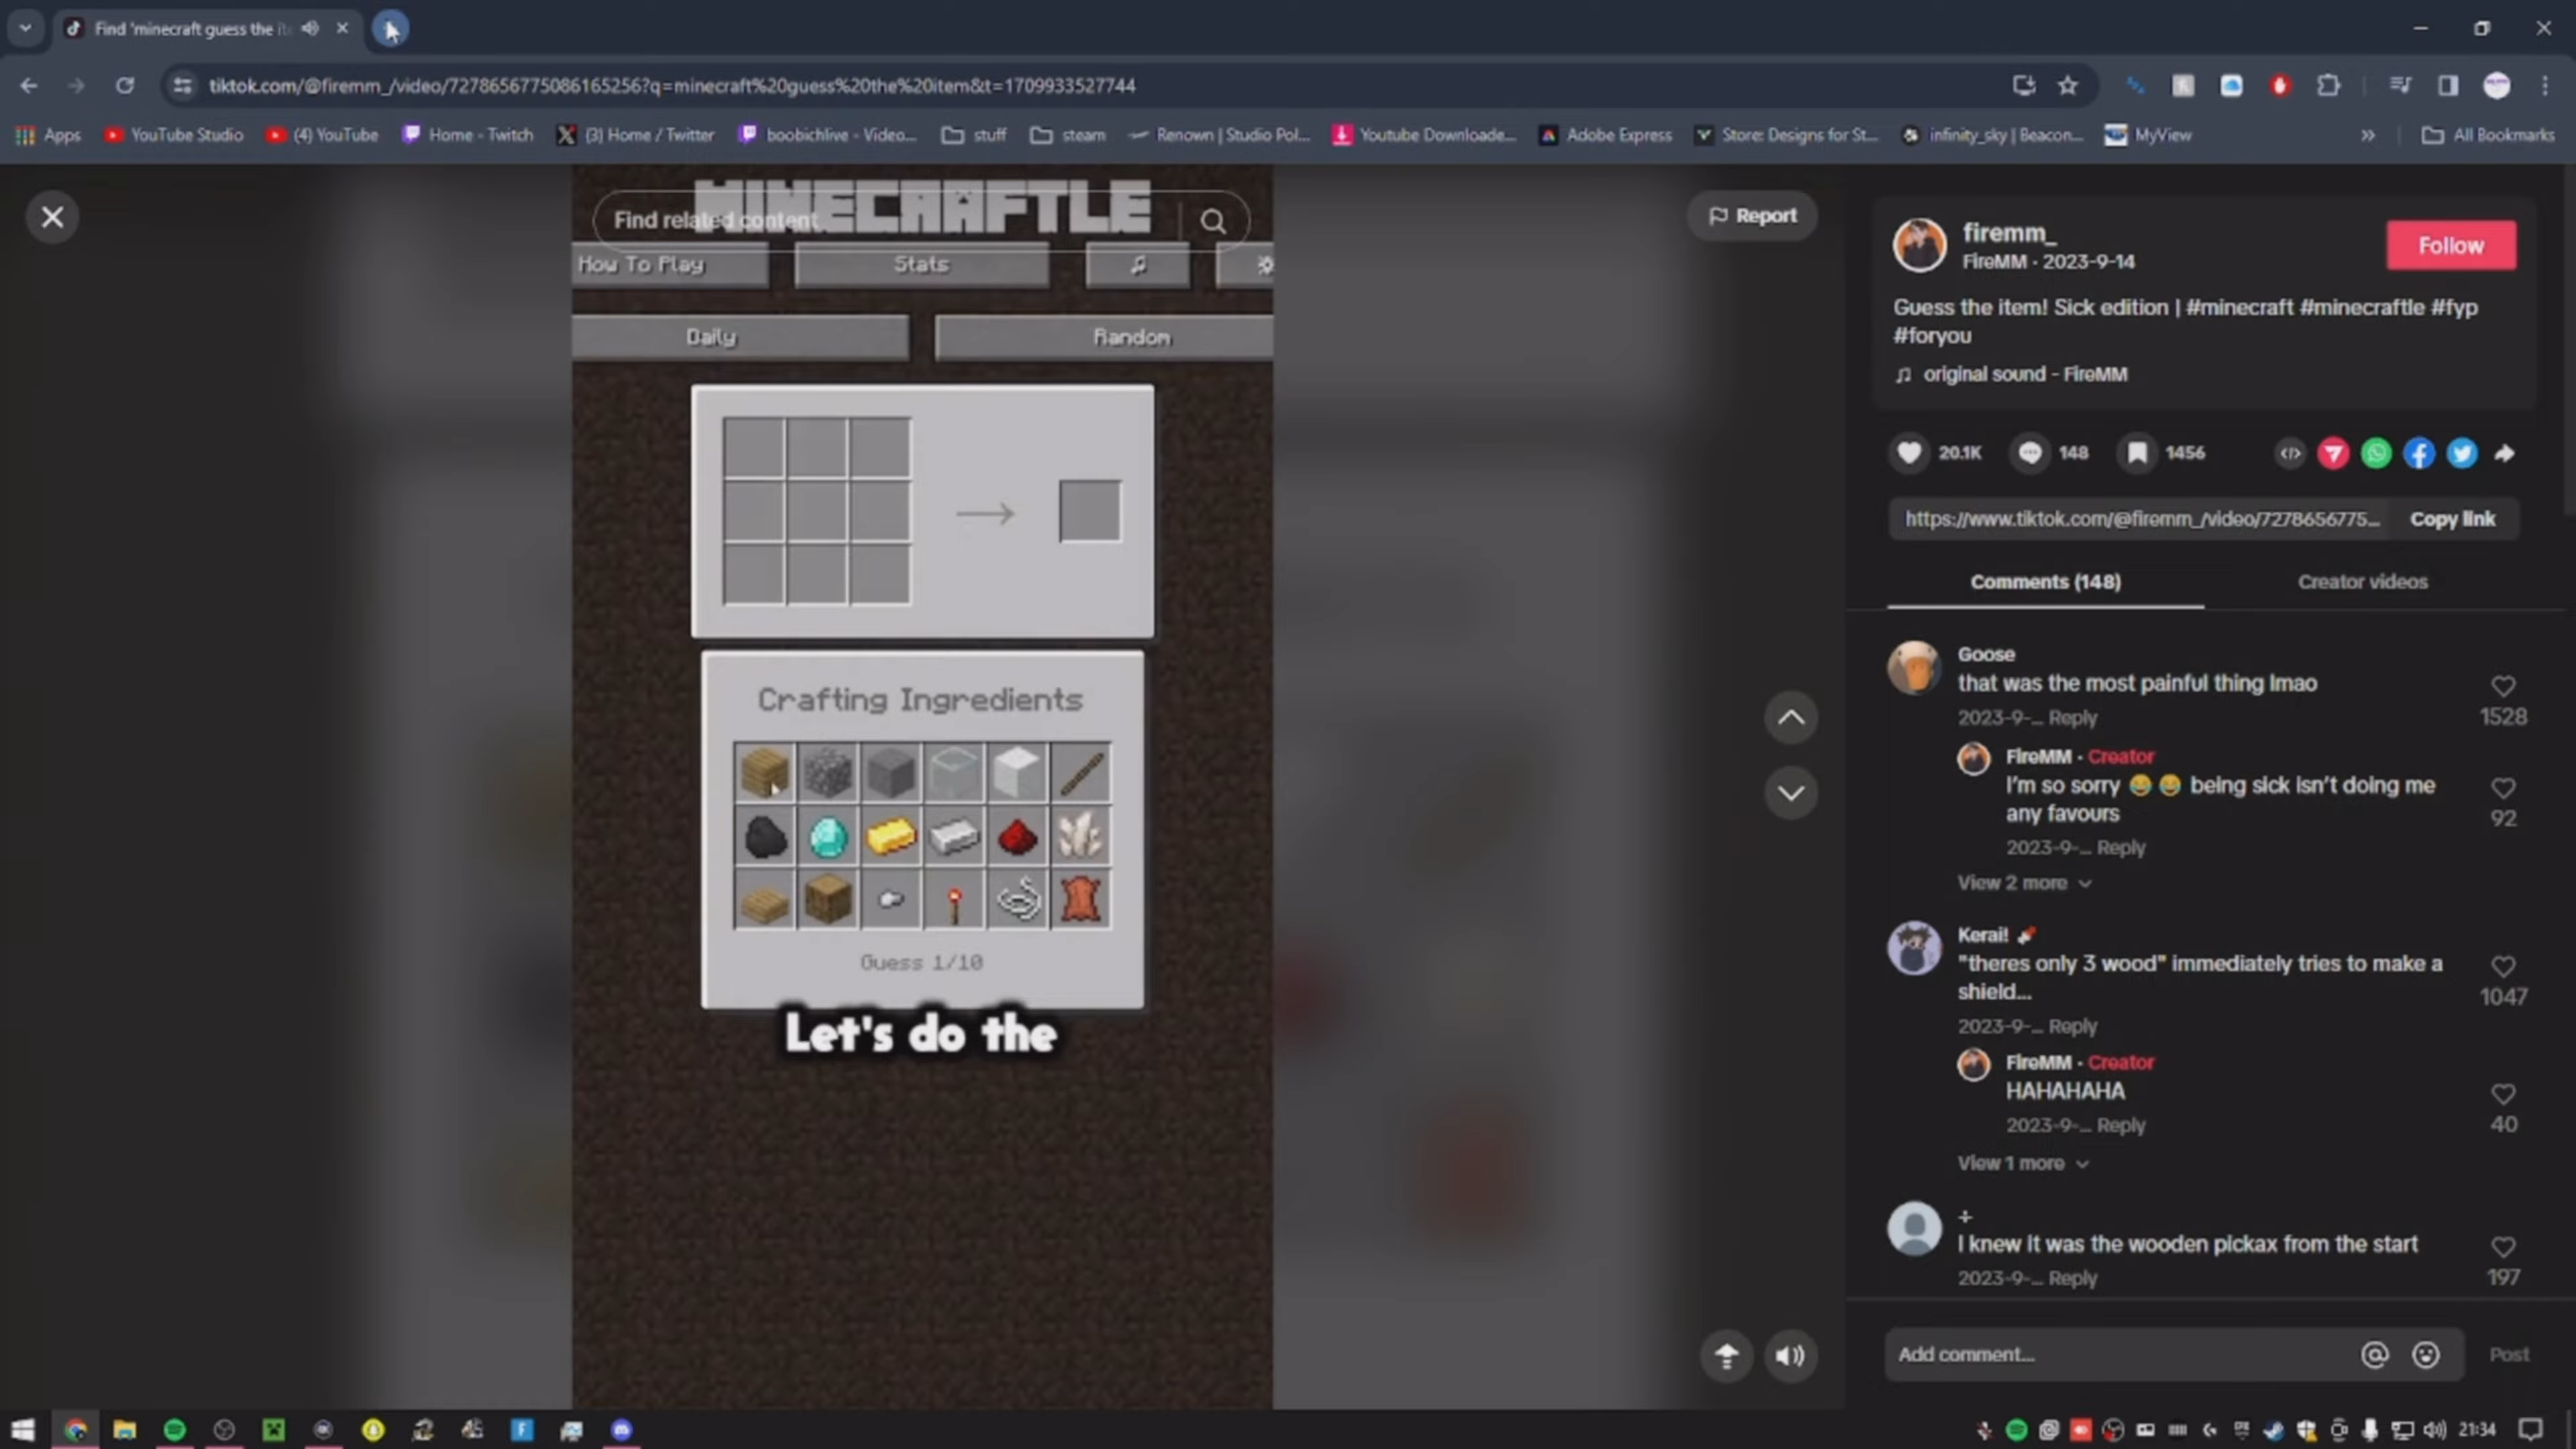 Find 'minecraft guess the it
tiktok.com/@firemm_/video/7278656775086165256?q=minecraft%20guess%20the%20item&t=1709933527744
Apps
YouTube Studio
(4) YouTube
Home - Twitch
(3) Home / Twitter
boobichlive - Video...
stuff
steam
Renown | Studio Pol...
Youtube Downloade...
Adobe Express
Store: Designs for St...
infinity_sky | Beacon...
MyView
»
All Bookmarks
MINECRAFTLE
Find related content
Report
How To Play
Stats
Daily
Random
Crafting Ingredients
Guess 1/10
Let's do the
firemm_
FireMM · 2023-9-14
Follow
Guess the item! Sick edition | #minecraft #minecraftle #fyp
#foryou
original sound - FireMM
20.1K
148
1456
https://www.tiktok.com/@firemm_/video/7278656775...
Copy link
Comments (148)
Creator videos
Goose
that was the most painful thing lmao
2023-9-... Reply
1528
FireMM · Creator
I'm so sorry 😂 😂 being sick isn't doing me
any favours
2023-9-... Reply
92
View 2 more
Kerai!
"theres only 3 wood" immediately tries to make a
shield...
2023-9-... Reply
1047
FireMM · Creator
HAHAHAHA
2023-9-... Reply
40
View 1 more
÷
I knew it was the wooden pickax from the start
2023-9-... Reply
197
Add comment...
Post
21:34